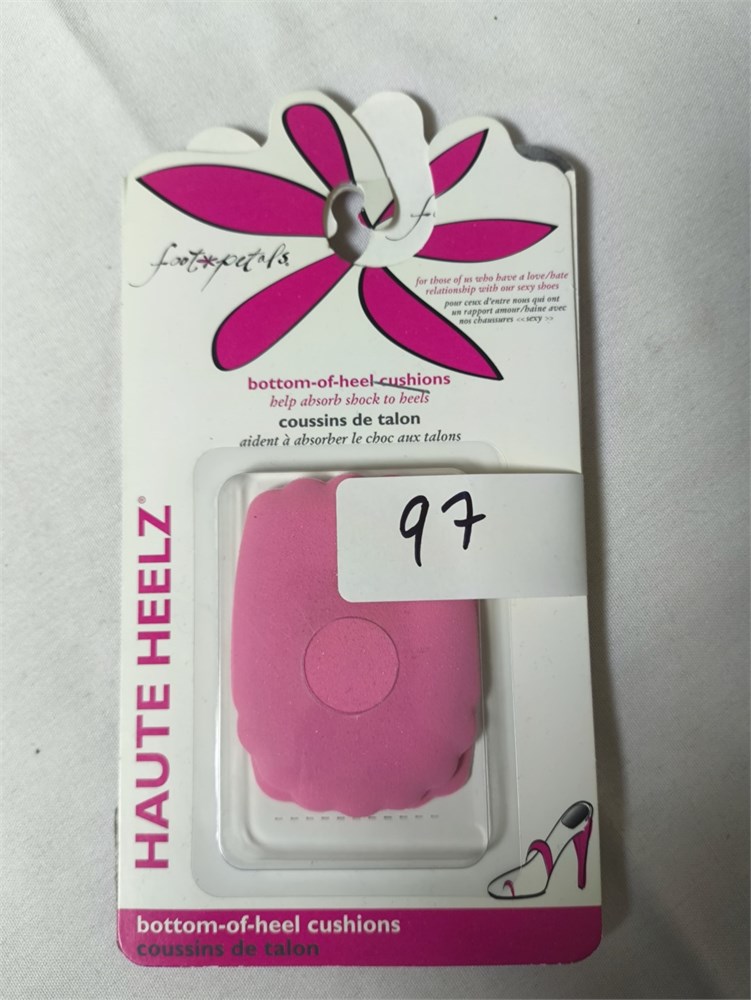 foot*petals®
f
for those of us who have a love/hate
relationship with our sexy shoes
pour ceux d'entre nous qui ont
un rapport amour/haine avec
nos chaussures << sexy >>
bottom-of-heel cushions
help absorb shock to heels
coussins de talon
aident à absorber le choc aux talons
97
HAUTE HEELZ®
bottom-of-heel cushions
coussins de talon